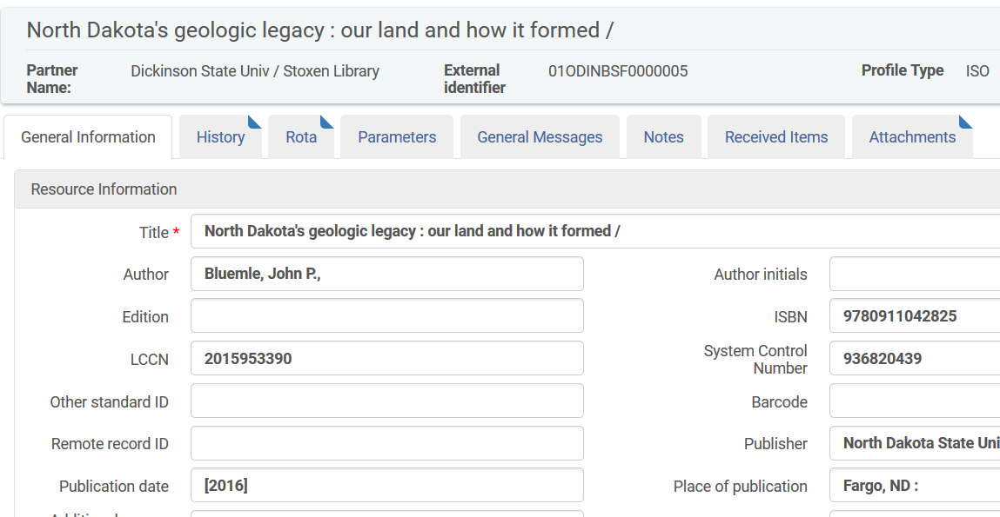 North Dakota's geologic legacy : our land and how it formed /
Partner Name: Dickinson State Univ / Stoxen Library External identifier 01ODINBSF0000005 Profile Type ISO
General Information History Rota Parameters General Messages Notes Received Items Attachments
Resource Information
Title * North Dakota's geologic legacy : our land and how it formed /
Author Bluemle, John P., Author initials
Edition ISBN 9780911042825
LCCN 2015953390 System Control Number 936820439
Other standard ID Barcode
Remote record ID Publisher North Dakota State Uni
Publication date [2016] Place of publication Fargo, ND :